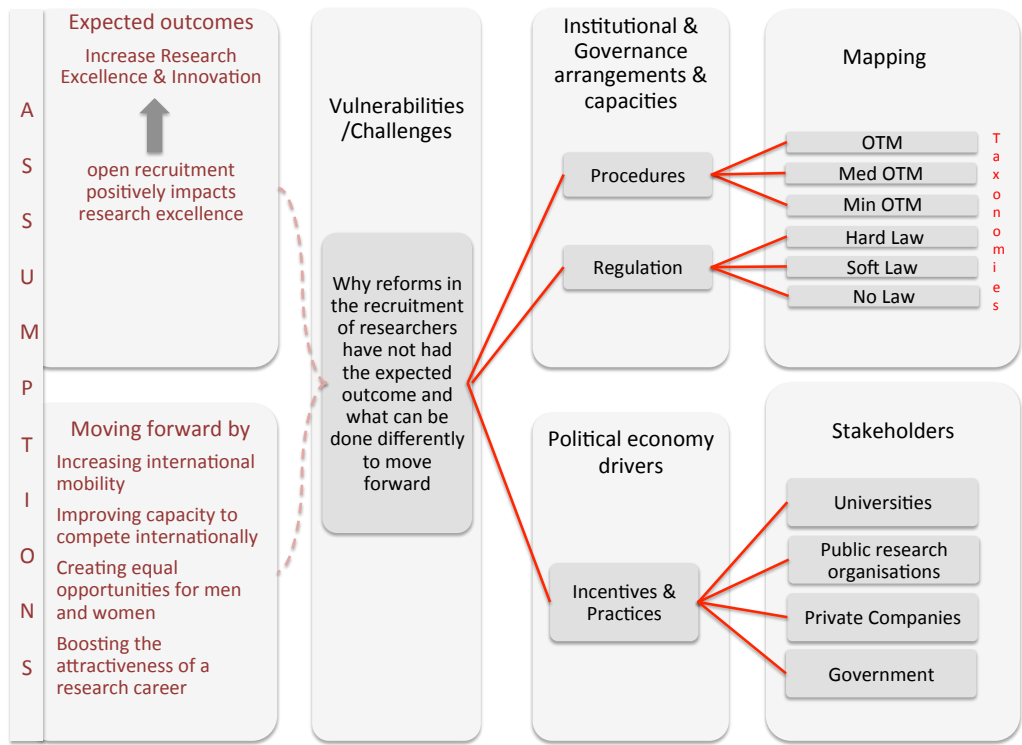 ASSUMPTIONS
Expected outcomes
Increase Research
Excellence & Innovation
open recruitment
positively impacts
research excellence
Moving forward by
Increasing international
mobility
Improving capacity to
compete internationally
Creating equal
opportunities for men
and women
Boosting the
attractiveness of a
research career
Vulnerabilities
/Challenges
Why reforms in
the recruitment
of researchers
have not had
the expected
outcome and
what can be
done differently
to move
forward
Institutional &
Governance
arrangements &
capacities
Procedures
Regulation
Mapping
OTM
Med OTM
Min OTM
Hard Law
Soft Law
No Law
Taxonomies
Political economy
drivers
Incentives &
Practices
Stakeholders
Universities
Public research
organisations
Private Companies
Government